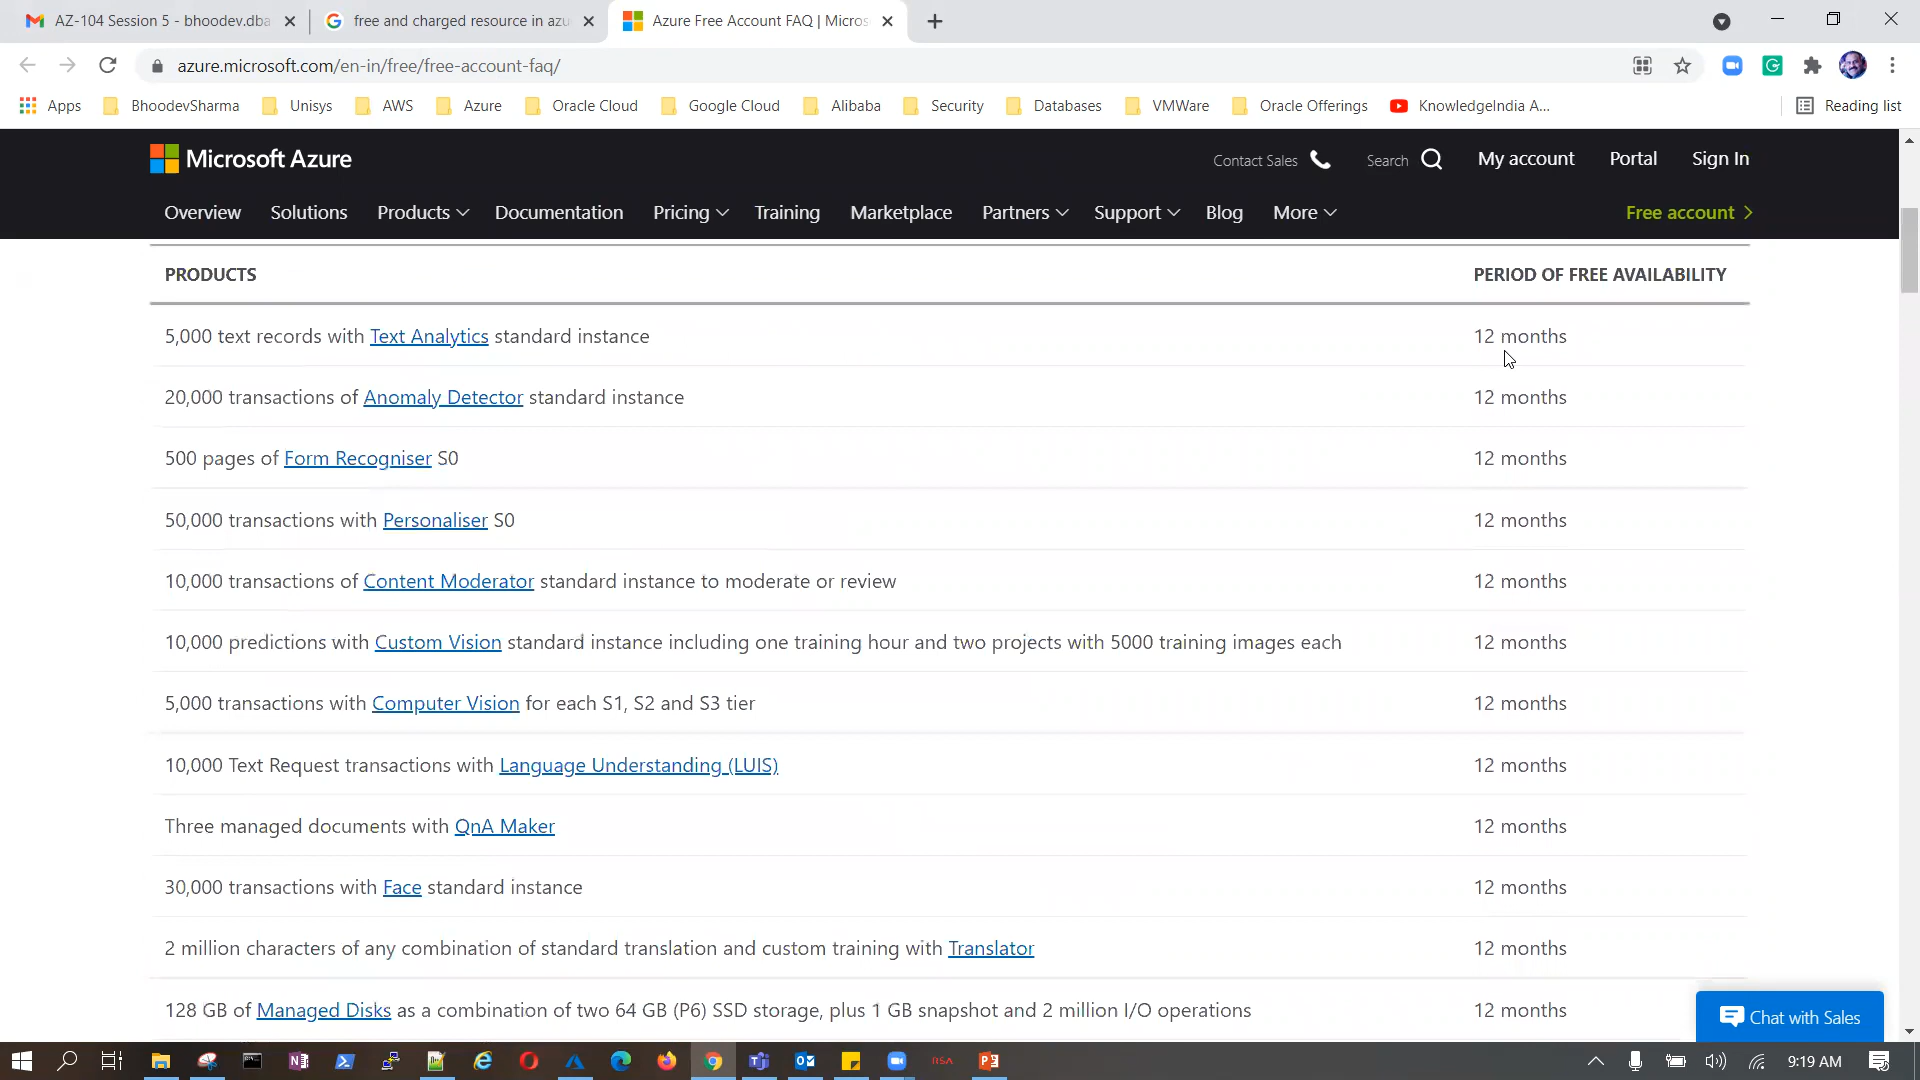 AZ-104 Session 5 - bhoodev.dba
free and charged resource in azu
Azure Free Account FAQ | Micros
azure.microsoft.com/en-in/free/free-account-faq/
Apps BhoodevSharma Unisys AWS Azure Oracle Cloud Google Cloud Alibaba Security Databases VMWare Oracle Offerings KnowledgeIndia A... Reading list
Microsoft Azure Contact Sales Search My account Portal Sign In
Overview Solutions Products Documentation Pricing Training Marketplace Partners Support Blog More Free account
PRODUCTS PERIOD OF FREE AVAILABILITY
5,000 text records with Text Analytics standard instance 12 months
20,000 transactions of Anomaly Detector standard instance 12 months
500 pages of Form Recogniser S0 12 months
50,000 transactions with Personaliser S0 12 months
10,000 transactions of Content Moderator standard instance to moderate or review 12 months
10,000 predictions with Custom Vision standard instance including one training hour and two projects with 5000 training images each 12 months
5,000 transactions with Computer Vision for each S1, S2 and S3 tier 12 months
10,000 Text Request transactions with Language Understanding (LUIS) 12 months
Three managed documents with QnA Maker 12 months
30,000 transactions with Face standard instance 12 months
2 million characters of any combination of standard translation and custom training with Translator 12 months
128 GB of Managed Disks as a combination of two 64 GB (P6) SSD storage, plus 1 GB snapshot and 2 million I/O operations 12 months
Chat with Sales
RSA
9:19 AM